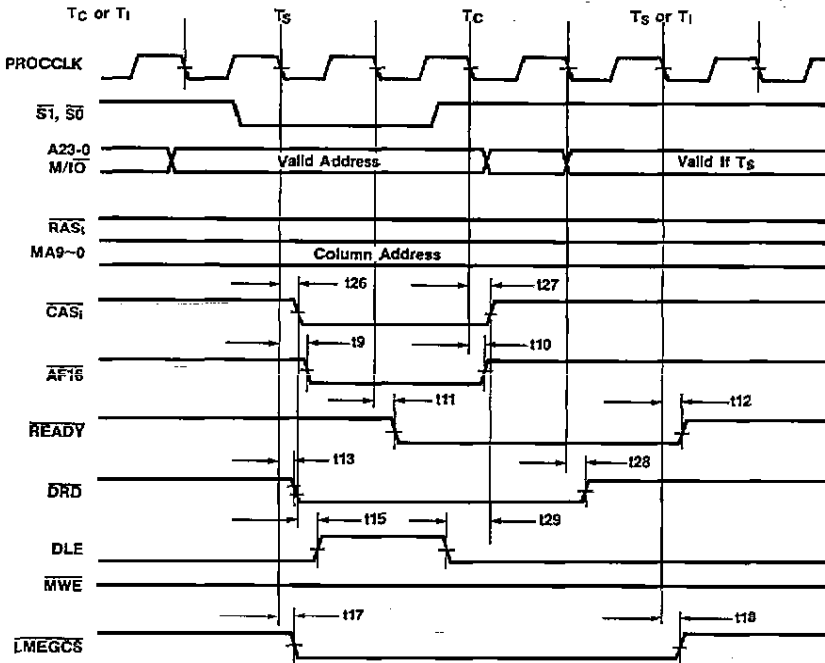 TC or TI TS TC TS or TI
PROCCLK
S1, S0
A23-0
M/IO
Valid Address
Valid If TS
RASi
MA9~0
Column Address
t26 t27
CASi
t9 t10
AF16
t11 t12
READY
t13 t28
DRD
t15 t29
DLE
MWE
t17 t18
LMEGCS